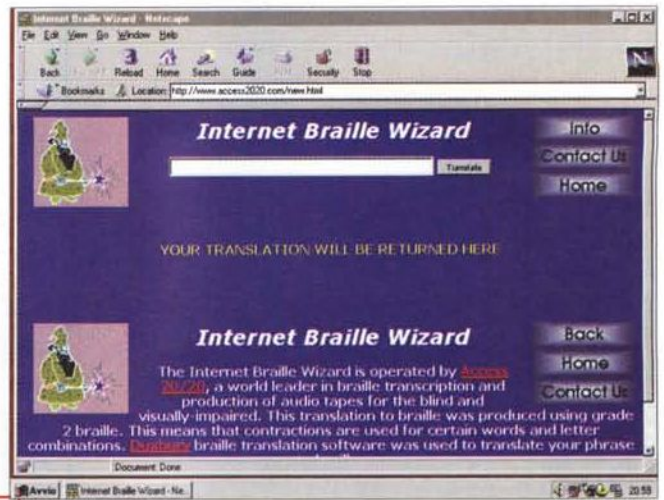 Internet Braille Wizard - Netscape
File Edit View Go Window Help
Back Reload Home Search Guide Security Stop
N
Bookmarks Location: http://www.access2020.com/new.html
Internet Braille Wizard
Translate
Info
Contact Us
Home
YOUR TRANSLATION WILL BE RETURNED HERE
Internet Braille Wizard
Back
Home
Contact Us
The Internet Braille Wizard is operated by Access
20/20, a world leader in braille transcription and
production of audio tapes for the blind and
visually-impaired. This translation to braille was produced using grade
2 braille. This means that contractions are used for certain words and letter
combinations. Duxbury braille translation software was used to translate your phrase
Document: Done
Avvio Internet Braille Wizard - Ne... 20.59